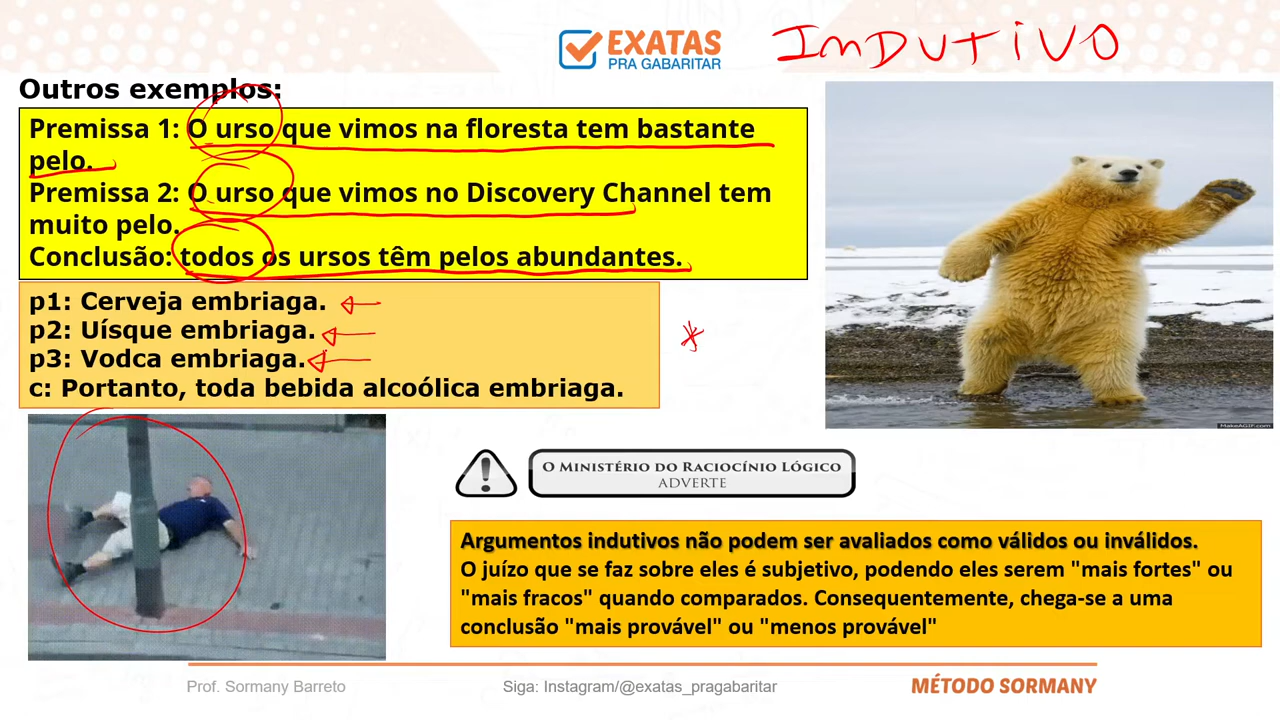 EXATAS
PRA GABARITAR
INDUTIVO
Outros exemplos:
Premissa 1: O urso que vimos na floresta tem bastante
pelo.
Premissa 2: O urso que vimos no Discovery Channel tem
muito pelo.
Conclusão: todos os ursos têm pelos abundantes.
p1: Cerveja embriaga.
p2: Uísque embriaga.
p3: Vodca embriaga.
c: Portanto, toda bebida alcoólica embriaga.
MakeAGIF.com
O Ministério do Raciocínio Lógico
ADVERTE
Argumentos indutivos não podem ser avaliados como válidos ou inválidos.
O juízo que se faz sobre eles é subjetivo, podendo eles serem "mais fortes" ou
"mais fracos" quando comparados. Consequentemente, chega-se a uma
conclusão "mais provável" ou "menos provável"
Prof. Sormany Barreto
Siga: Instagram/@exatas_pragabaritar
MÉTODO SORMANY